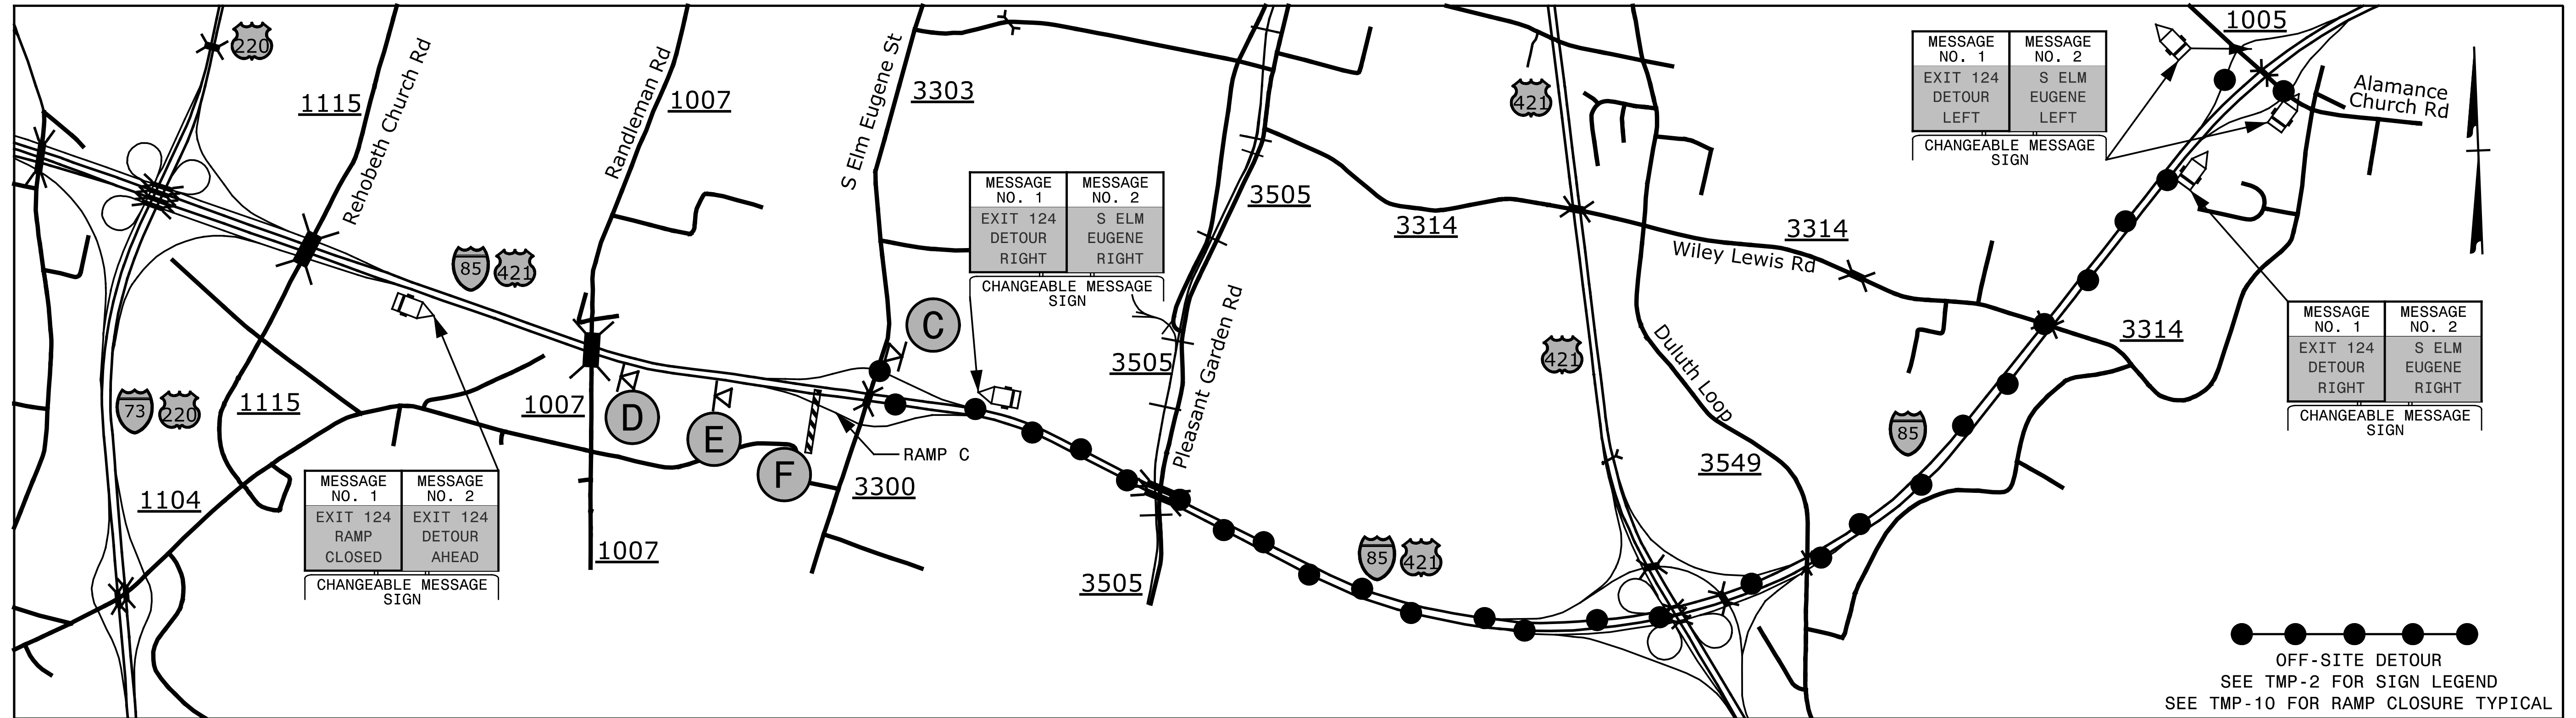 220
1115
Rehobeth Church Rd
Randleman Rd
1007
S Elm Eugene St
3303
421
1005
Alamance
Church Rd
MESSAGE NO. 1
MESSAGE NO. 2
EXIT 124
DETOUR
LEFT
S ELM
EUGENE
LEFT
CHANGEABLE MESSAGE
SIGN
MESSAGE NO. 1
MESSAGE NO. 2
EXIT 124
DETOUR
RIGHT
S ELM
EUGENE
RIGHT
CHANGEABLE MESSAGE
SIGN
3505
3314
3314
Wiley Lewis Rd
85
421
C
3505
Pleasant Garden Rd
421
Duluth Loop
3314
MESSAGE NO. 1
MESSAGE NO. 2
EXIT 124
DETOUR
RIGHT
S ELM
EUGENE
RIGHT
CHANGEABLE MESSAGE
SIGN
73
220
1115
1007
D
E
F
RAMP C
85
3549
1104
MESSAGE NO. 1
MESSAGE NO. 2
EXIT 124
RAMP
CLOSED
EXIT 124
DETOUR
AHEAD
CHANGEABLE MESSAGE
SIGN
3300
1007
85
421
3505
OFF-SITE DETOUR
SEE TMP-2 FOR SIGN LEGEND
SEE TMP-10 FOR RAMP CLOSURE TYPICAL